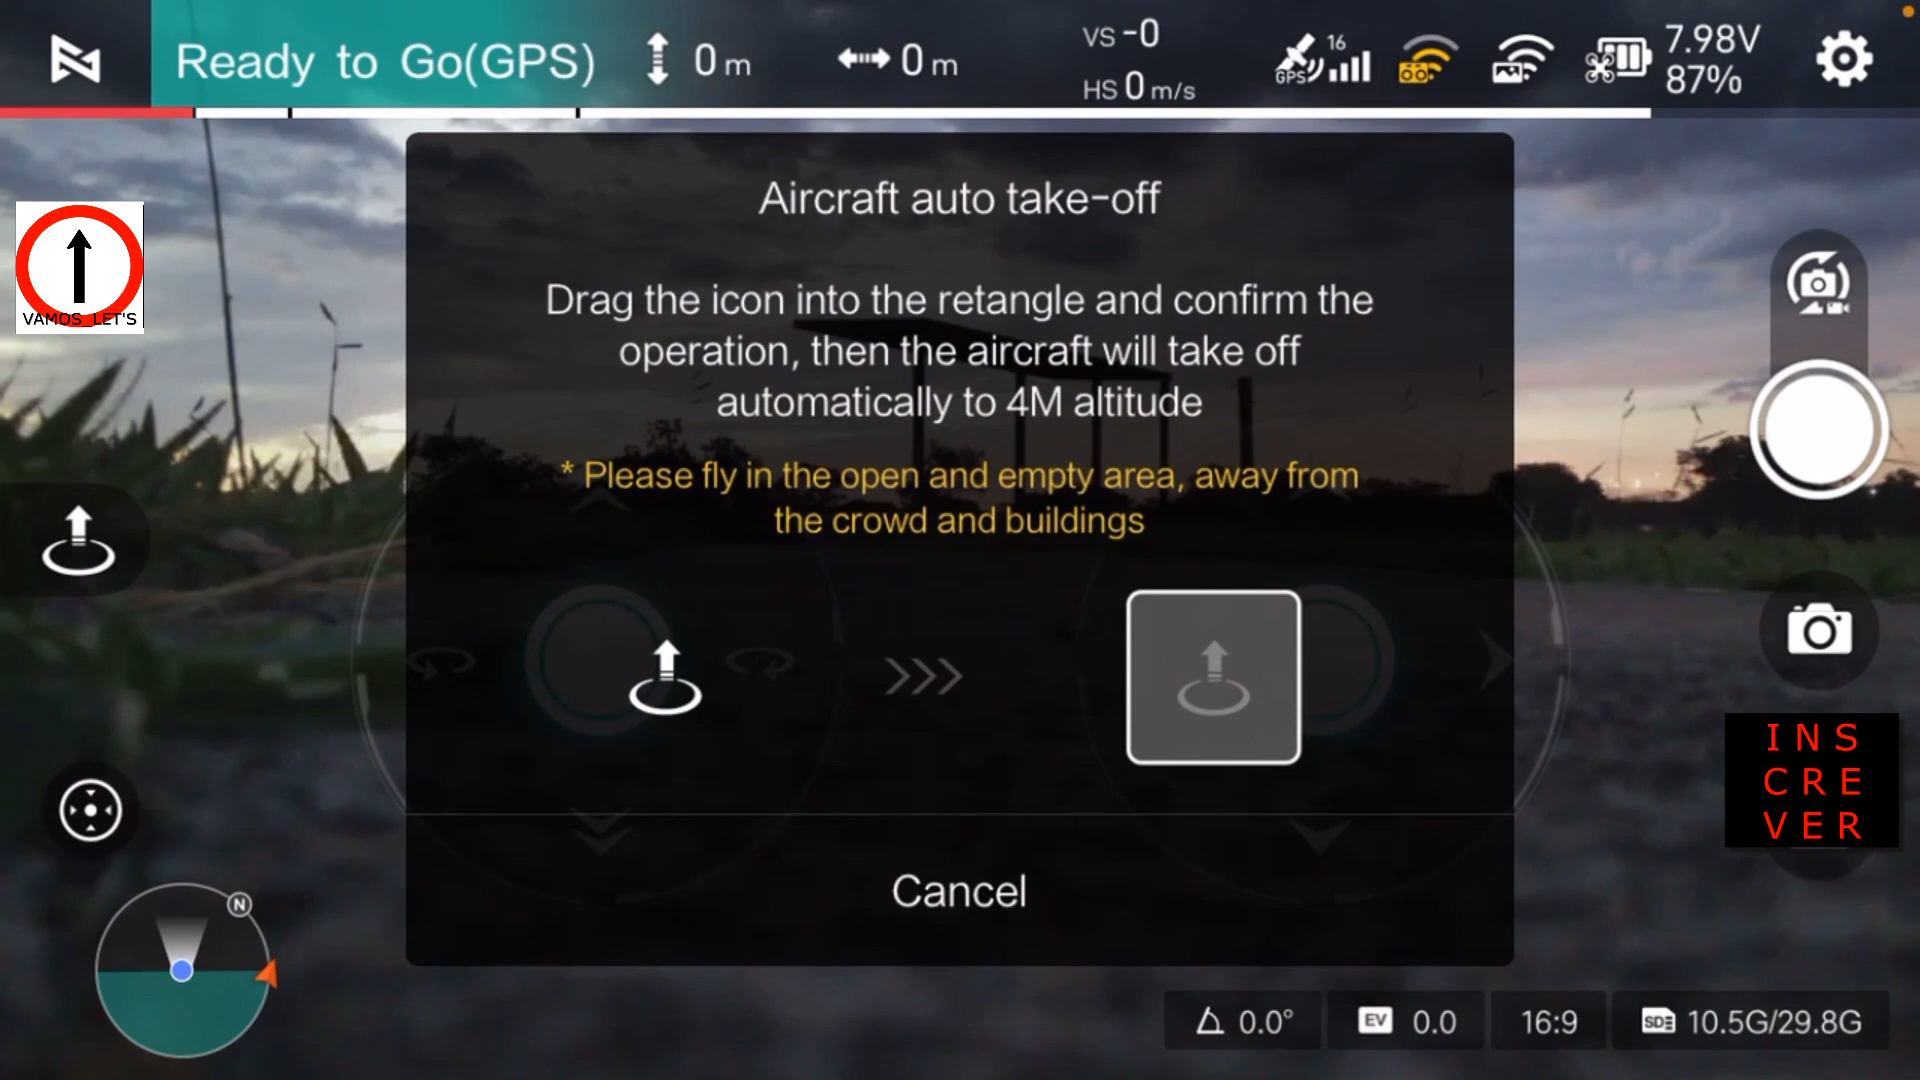 Ready to Go(GPS)
0 m
0 m
VS -0
HS 0 m/s
GPS
16
7.98V
87%
VAMOS_LET'S
Aircraft auto take-off
Drag the icon into the retangle and confirm the
operation, then the aircraft will take off
automatically to 4M altitude
* Please fly in the open and empty area, away from
the crowd and buildings
INS
CRE
VER
Cancel
N
0.0°
EV 0.0
16:9
SD 10.5G/29.8G